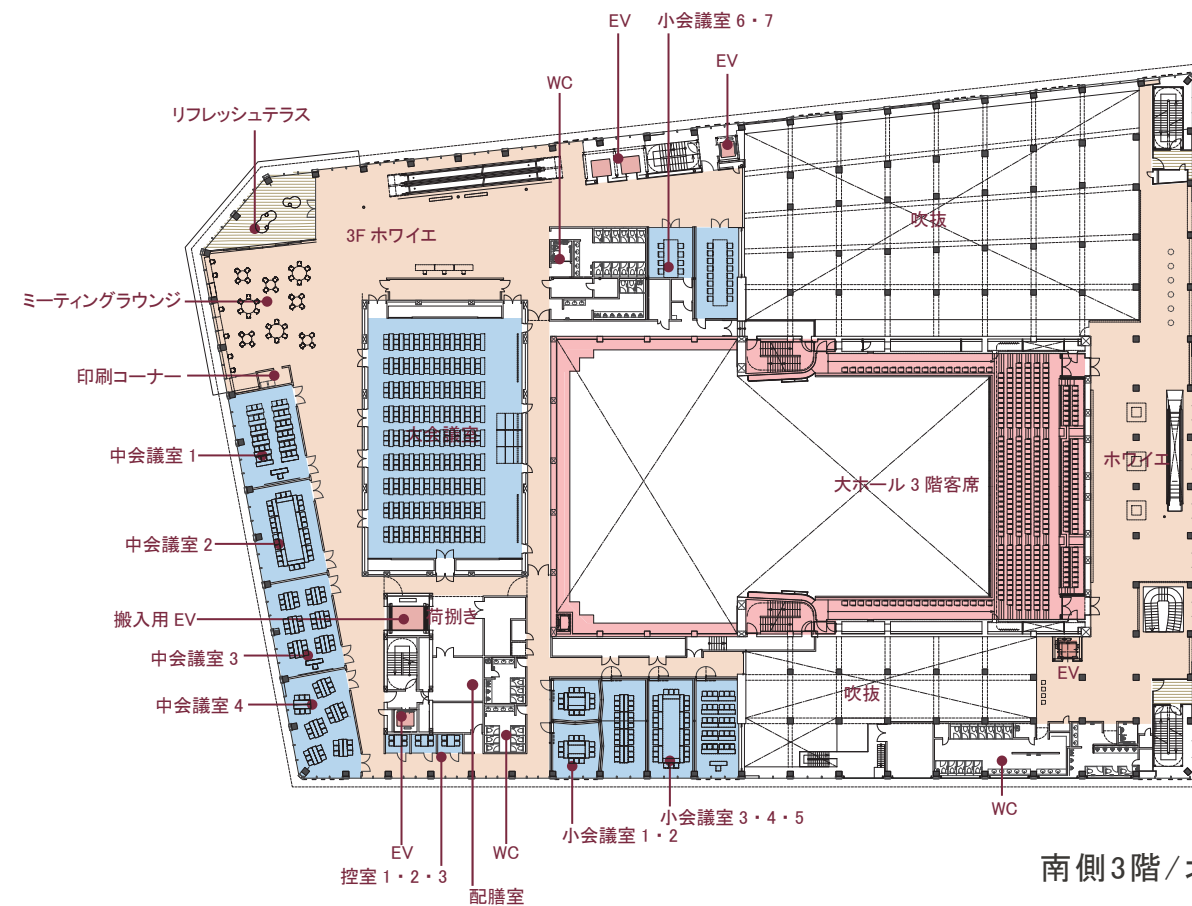 EV
小会議室 6・7
EV
WC
リフレッシュテラス
吹抜
3F ホワイエ
ミーティングラウンジ
印刷コーナー
大会議室
中会議室 1
ホワイエ
大ホール 3 階客席
中会議室 2
搬入用 EV
荷捌き
中会議室 3
EV
吹抜
中会議室 4
WC
小会議室 3・4・5
小会議室 1・2
EV
WC
控室 1・2・3
南側3階/
配膳室